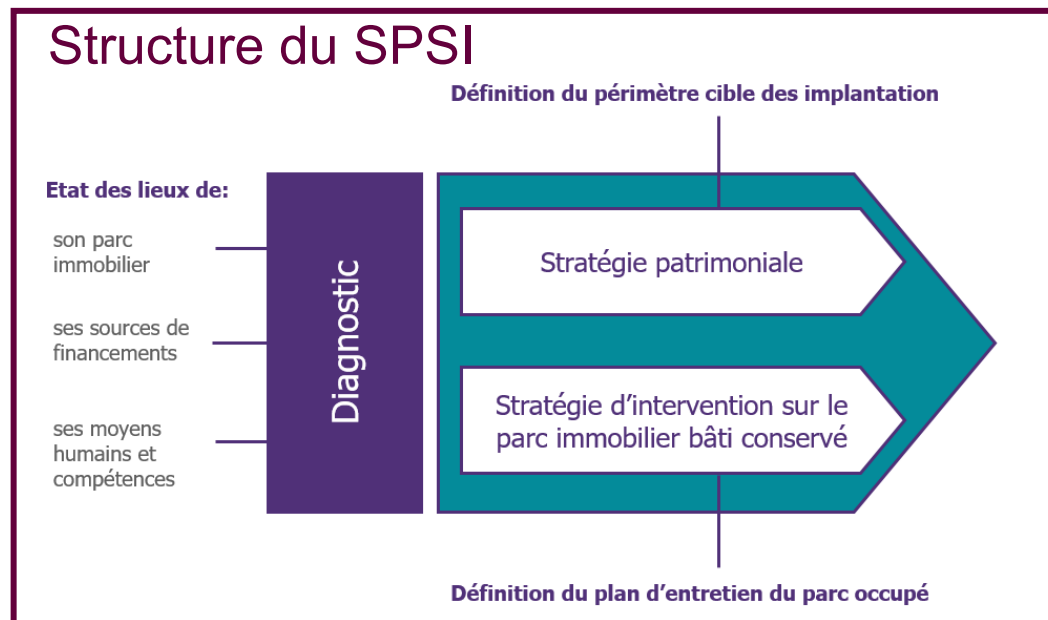 Structure du SPSI
Définition du périmètre cible des implantation
Etat des lieux de:
son parc
immobilier
ses sources de
financements
ses moyens
humains et
compétences
Diagnostic
Stratégie patrimoniale
Stratégie d’intervention sur le
parc immobilier bâti conservé
Définition du plan d’entretien du parc occupé